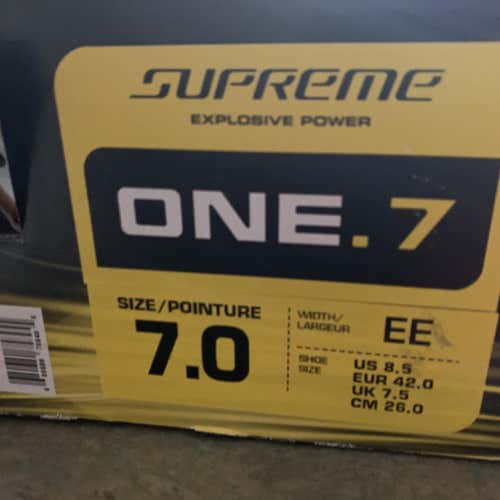 SUPREME
EXPLOSIVE POWER
ONE.7
SIZE/POINTURE
7.0
WIDTH/
LARGEUR
EE
SHOE
SIZE
US 8.5
EUR 42.0
UK 7.5
CM 26.0